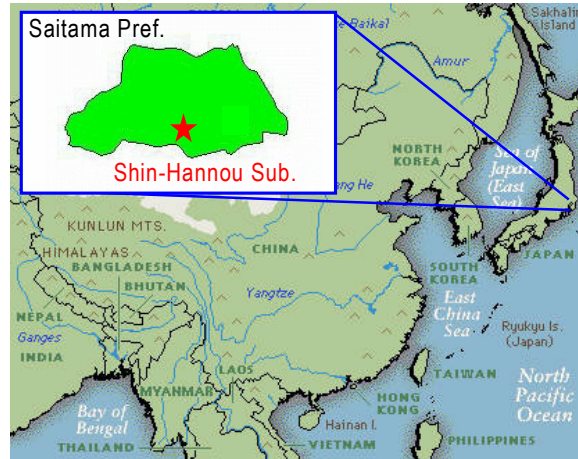 Saitama Pref.
Shin-Hannou Sub.
Baikal
Sakhalin
Island
Amur
NORTH
KOREA
Sea of
Japan
(East
Sea)
ng He
KUNLUN MTS.
HIMALAYAS
CHINA
BANGLADESH
BHUTAN
SOUTH
KOREA
JAPAN
NEPAL
Yangtze
East
China
Sea
Ryukyu Is.
(Japan)
Ganges
INDIA
LAOS
TAIWAN
MYANMAR
North
Pacific
Ocean
HONG
KONG
Bay of
Bengal
Hainan I.
THAILAND
VIETNAM
PHILIPPINES